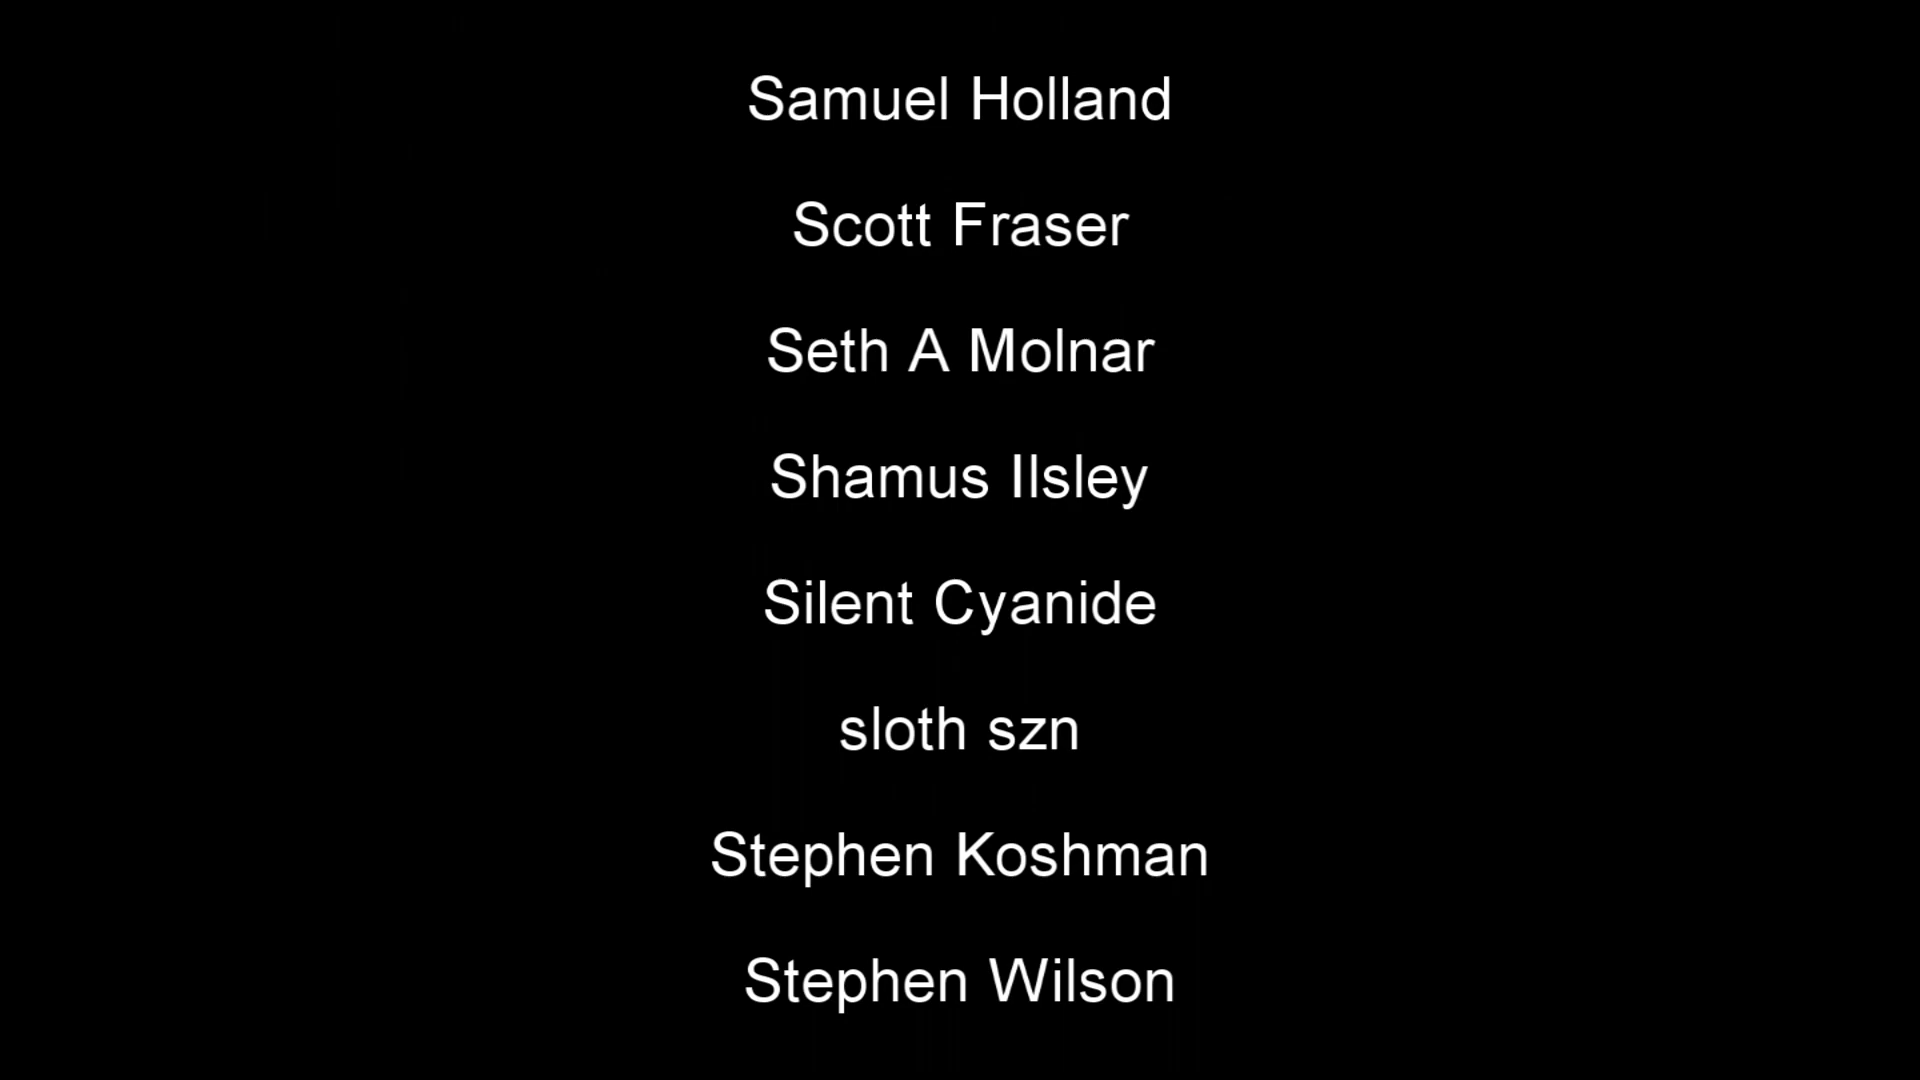 Samuel Holland
Scott Fraser
Seth A Molnar
Shamus Ilsley
Silent Cyanide
sloth szn
Stephen Koshman
Stephen Wilson